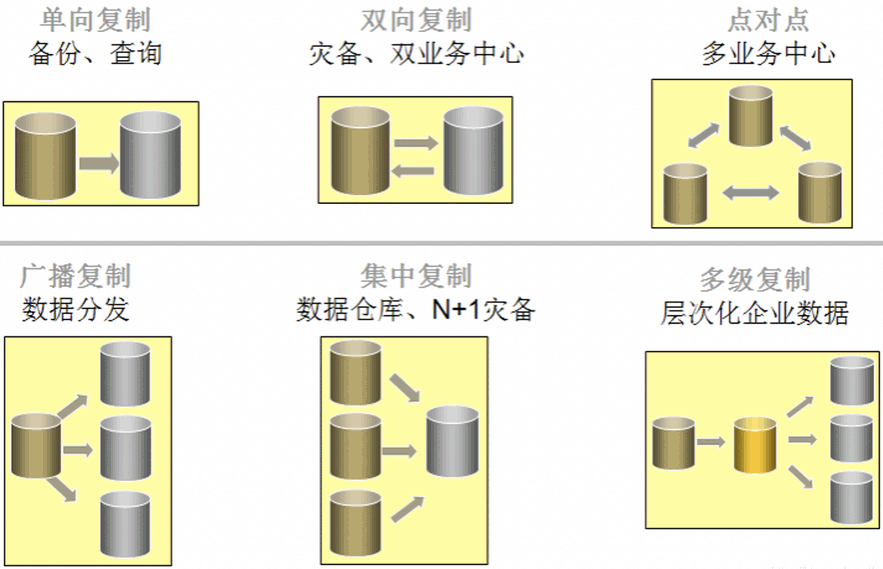 单向复制
备份、查询
双向复制
灾备、双业务中心
点对点
多业务中心
广播复制
数据分发
集中复制
数据仓库、N+1灾备
多级复制
层次化企业数据